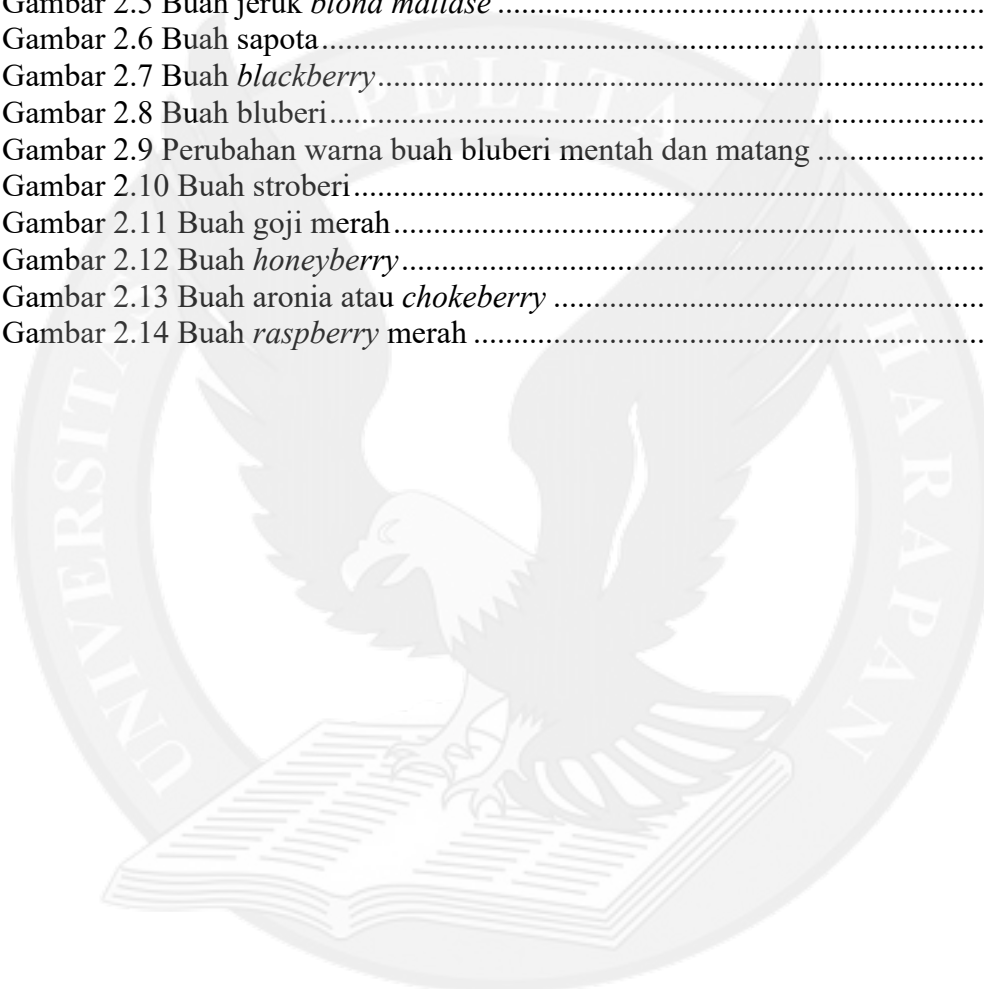 Gambar 2.5 Buah jeruk blond maltase ........................................................
Gambar 2.6 Buah sapota ........................................................................
Gambar 2.7 Buah blackberry ....................................................................
Gambar 2.8 Buah bluberi .......................................................................
Gambar 2.9 Perubahan warna buah bluberi mentah dan matang .....................
Gambar 2.10 Buah stroberi .....................................................................
Gambar 2.11 Buah goji merah ..................................................................
Gambar 2.12 Buah honeyberry ..................................................................
Gambar 2.13 Buah aronia atau chokeberry ......................................................
Gambar 2.14 Buah raspberry merah ..............................................................
UNIVERSITAS PELITA HARAPAN